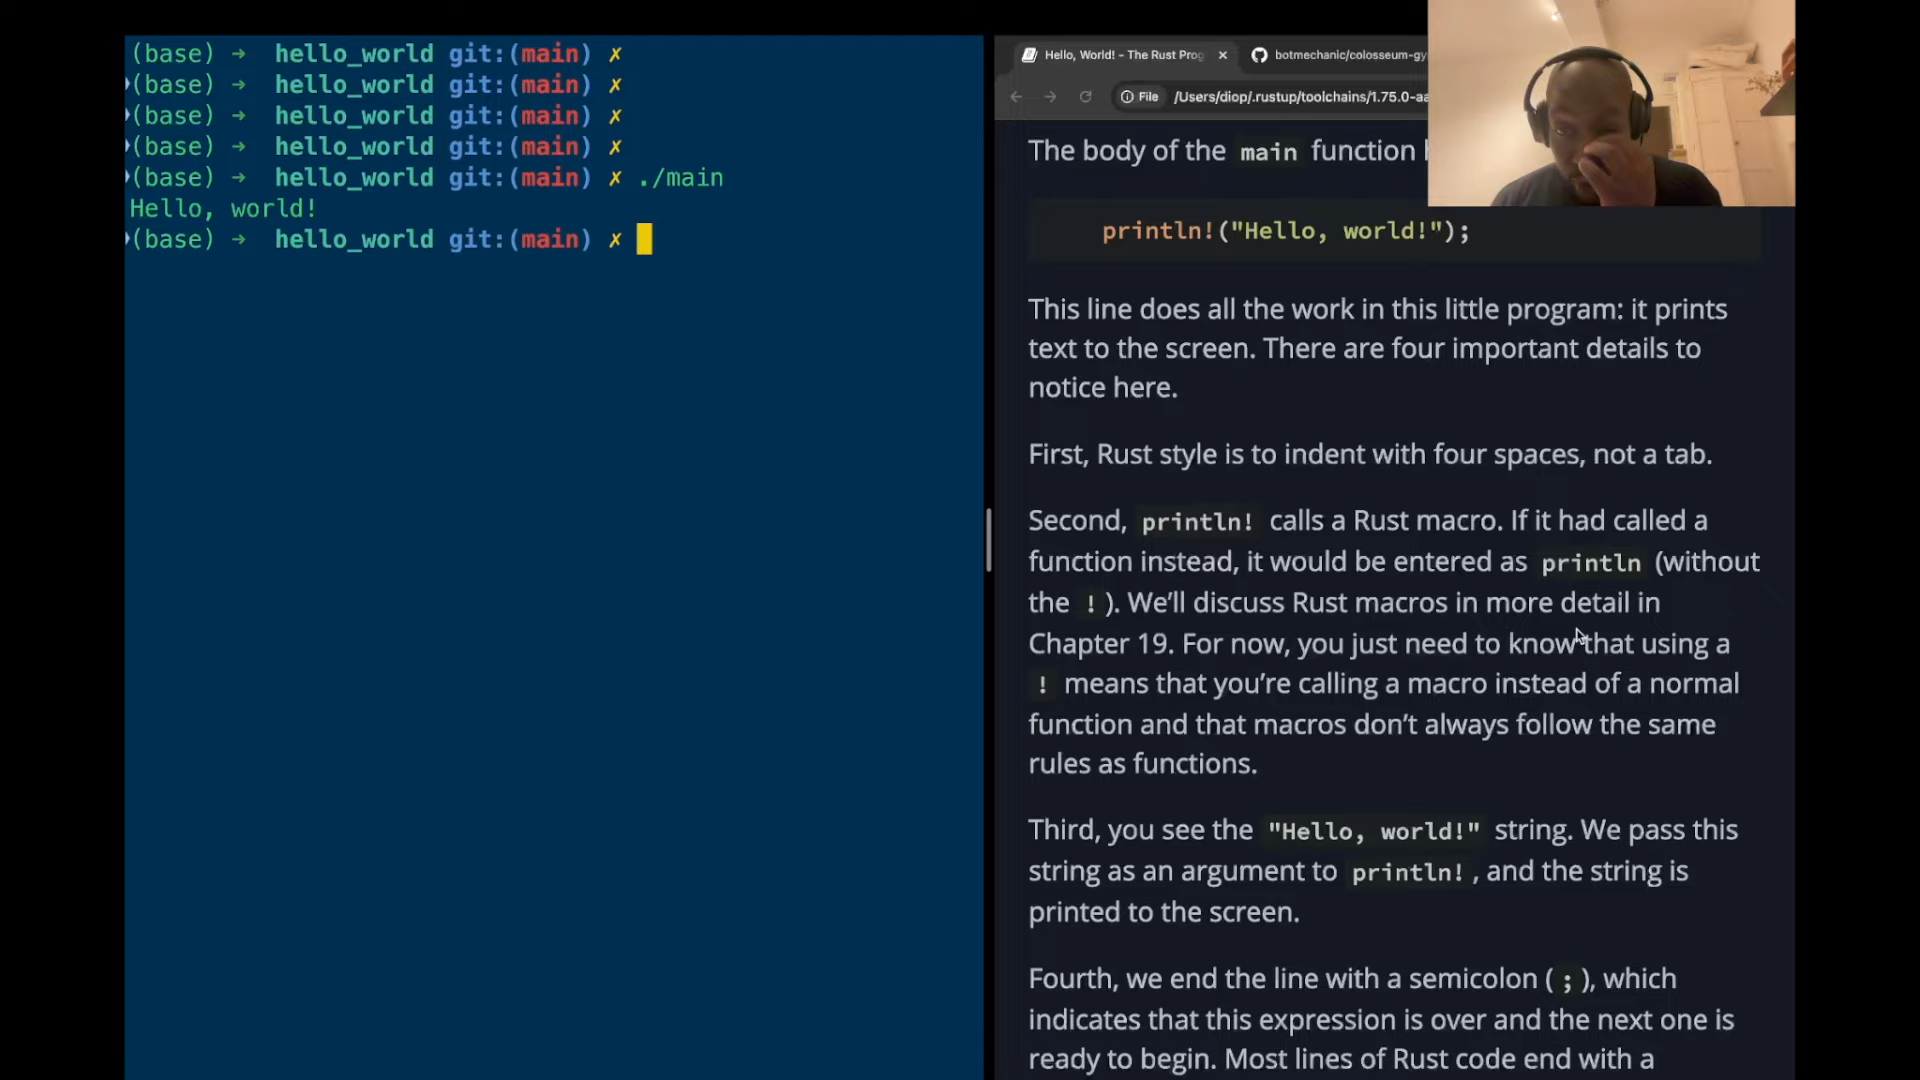 (base) → hello_world git:(main) ✗
(base) → hello_world git:(main) ✗
(base) → hello_world git:(main) ✗
(base) → hello_world git:(main) ✗
(base) → hello_world git:(main) ✗ ./main
Hello, world!
(base) → hello_world git:(main) ✗
Hello, World! - The Rust Prog
botmechanic/colosseum-gy
File /Users/diop/.rustup/toolchains/1.75.0-aa
The body of the main function
println!("Hello, world!");
This line does all the work in this little program: it prints
text to the screen. There are four important details to
notice here.
First, Rust style is to indent with four spaces, not a tab.
Second, println! calls a Rust macro. If it had called a
function instead, it would be entered as println (without
the !). We’ll discuss Rust macros in more detail in
Chapter 19. For now, you just need to know that using a
! means that you’re calling a macro instead of a normal
function and that macros don’t always follow the same
rules as functions.
Third, you see the "Hello, world!" string. We pass this
string as an argument to println!, and the string is
printed to the screen.
Fourth, we end the line with a semicolon (;), which
indicates that this expression is over and the next one is
ready to begin. Most lines of Rust code end with a